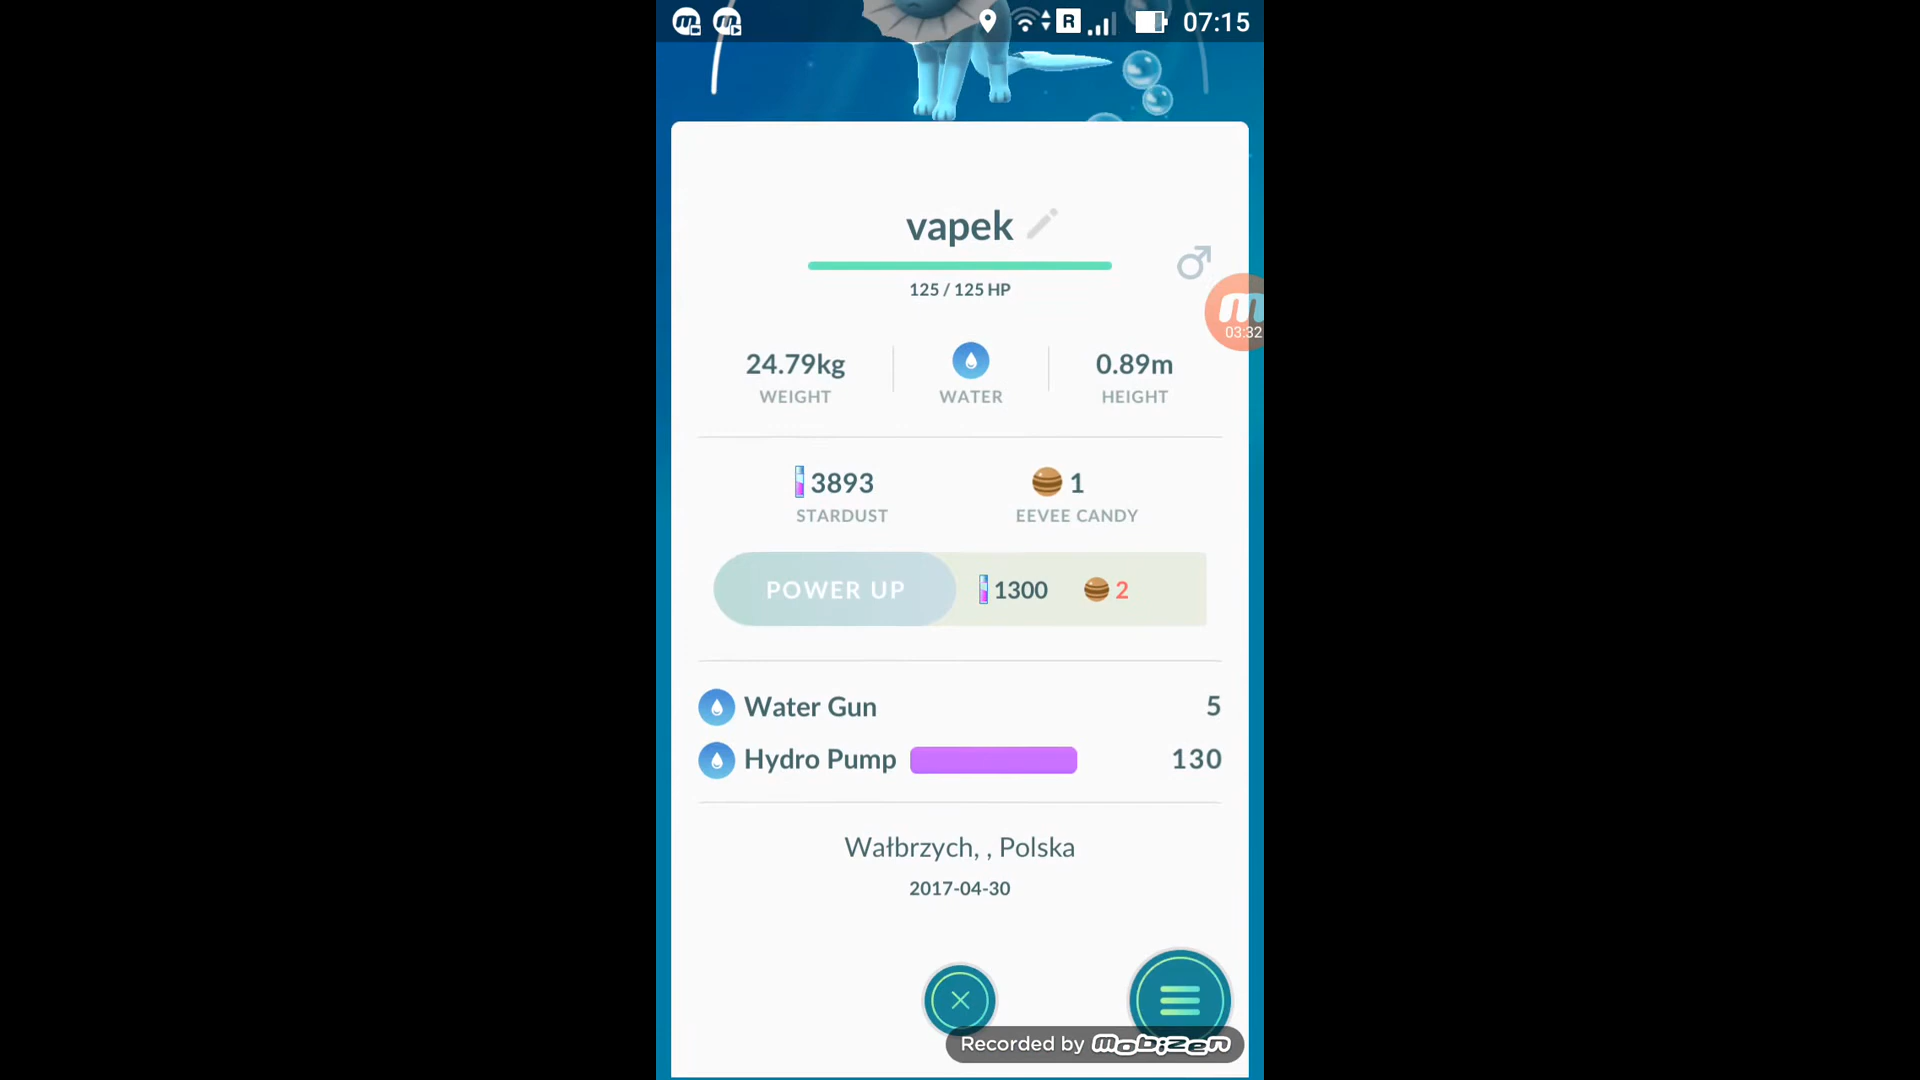 R 07:15
vapek
125 / 125 HP
03:32
24.79kg WATER 0.89m
WEIGHT HEIGHT
3893 1
STARDUST EEVEE CANDY
POWER UP 1300 2
Water Gun 5
Hydro Pump 130
Wałbrzych, , Polska
2017-04-30
Recorded by mobizen